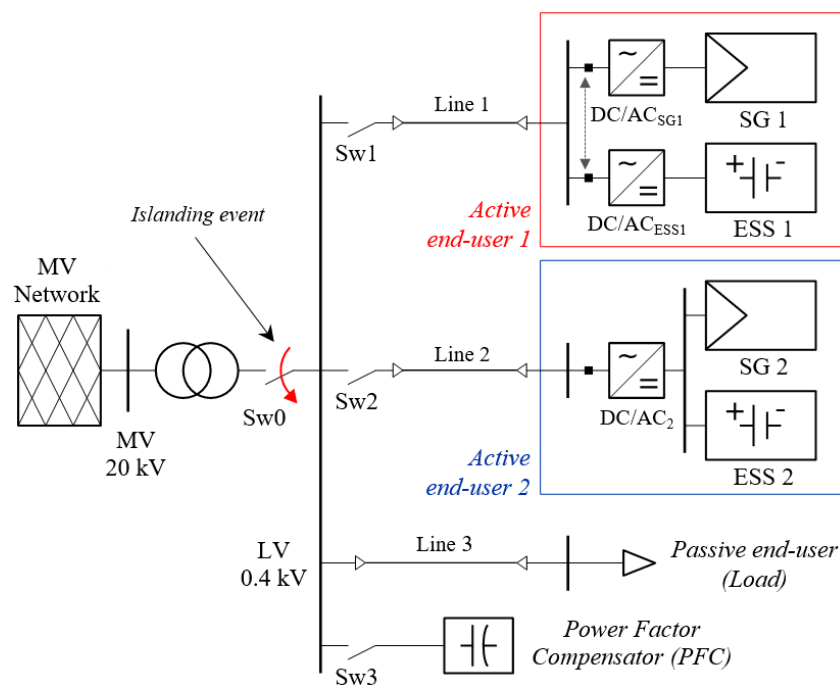 Line 1
Sw1
DC/AC_SG1
SG 1
+ -
DC/AC_ESS1
ESS 1
Active
end-user 1
Islanding event
MV
Network
MV
20 kV
Sw0
Line 2
Sw2
DC/AC_2
SG 2
+ -
ESS 2
Active
end-user 2
LV
0.4 kV
Line 3
Passive end-user
(Load)
Sw3
Power Factor
Compensator (PFC)